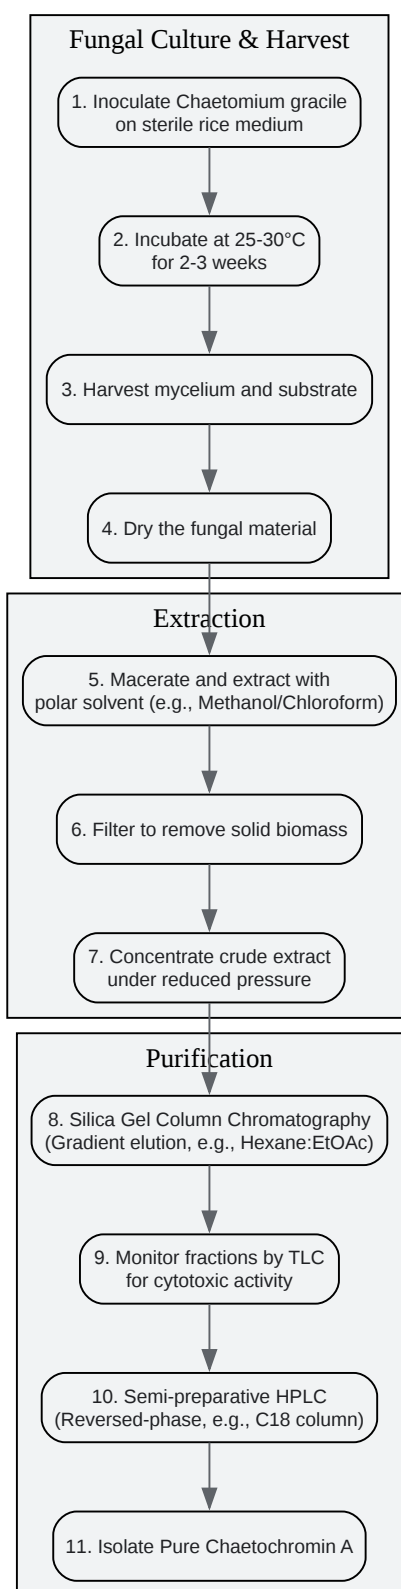 Fungal Culture & Harvest
1. Inoculate Chaetomium gracile
on sterile rice medium
2. Incubate at 25-30°C
for 2-3 weeks
3. Harvest mycelium and substrate
4. Dry the fungal material
Extraction
5. Macerate and extract with
polar solvent (e.g., Methanol/Chloroform)
6. Filter to remove solid biomass
7. Concentrate crude extract
under reduced pressure
Purification
8. Silica Gel Column Chromatography
(Gradient elution, e.g., Hexane:EtOAc)
9. Monitor fractions by TLC
for cytotoxic activity
10. Semi-preparative HPLC
(Reversed-phase, e.g., C18 column)
11. Isolate Pure Chaetochromin A